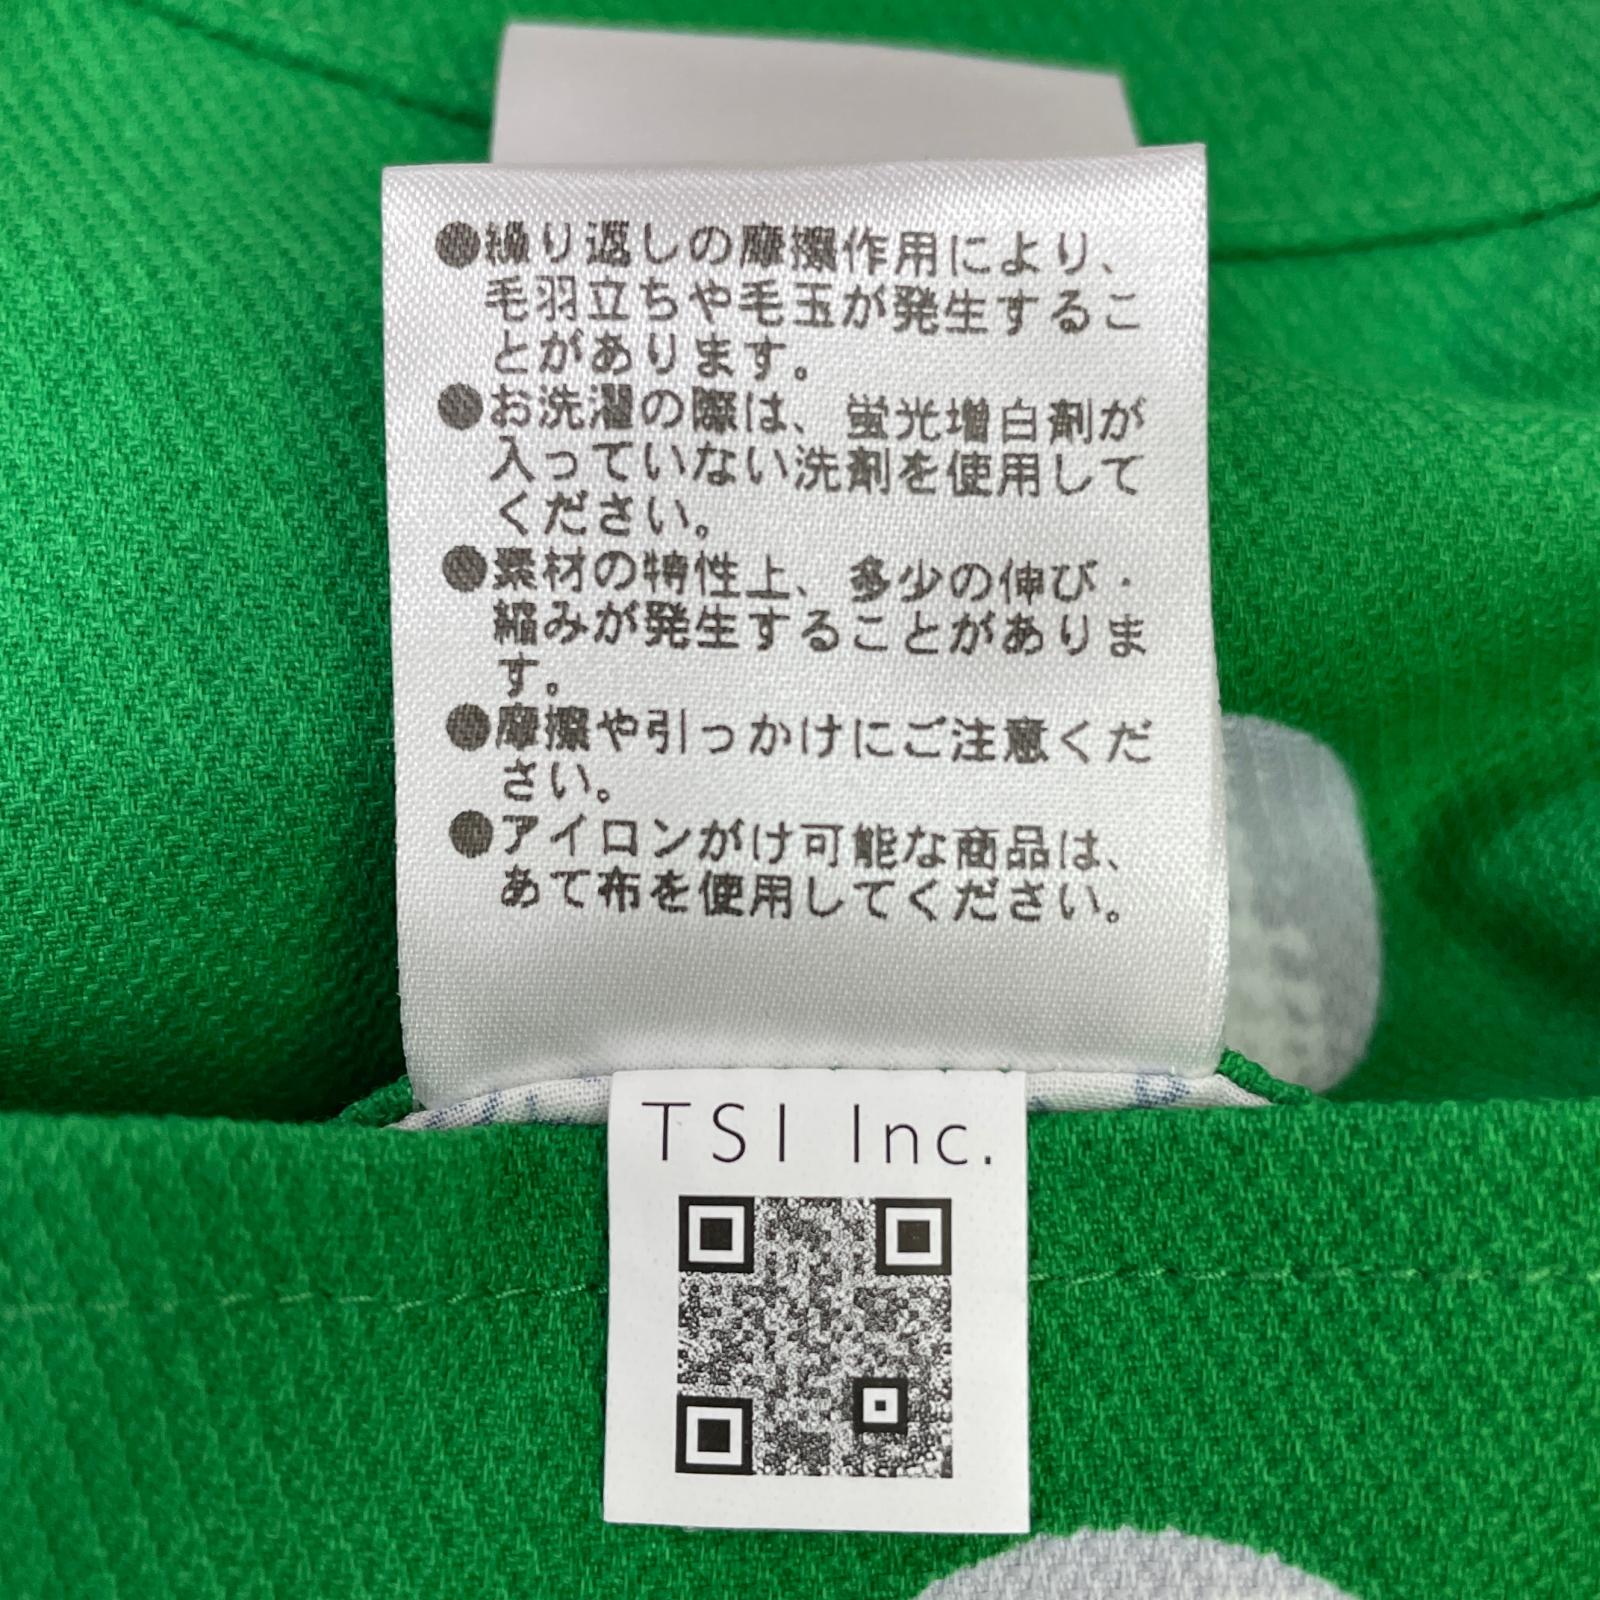 ●繰り返しの摩擦作用により、
毛羽立ちや毛玉が発生するこ
とがあります。
●お洗濯の際は、蛍光増白剤が
入っていない洗剤を使用して
ください。
●素材の特性上、多少の伸び・
縮みが発生することがありま
す。
●摩擦や引っかけにご注意くだ
さい。
●アイロンがけ可能な商品は、
あて布を使用してください。
TSI Inc.